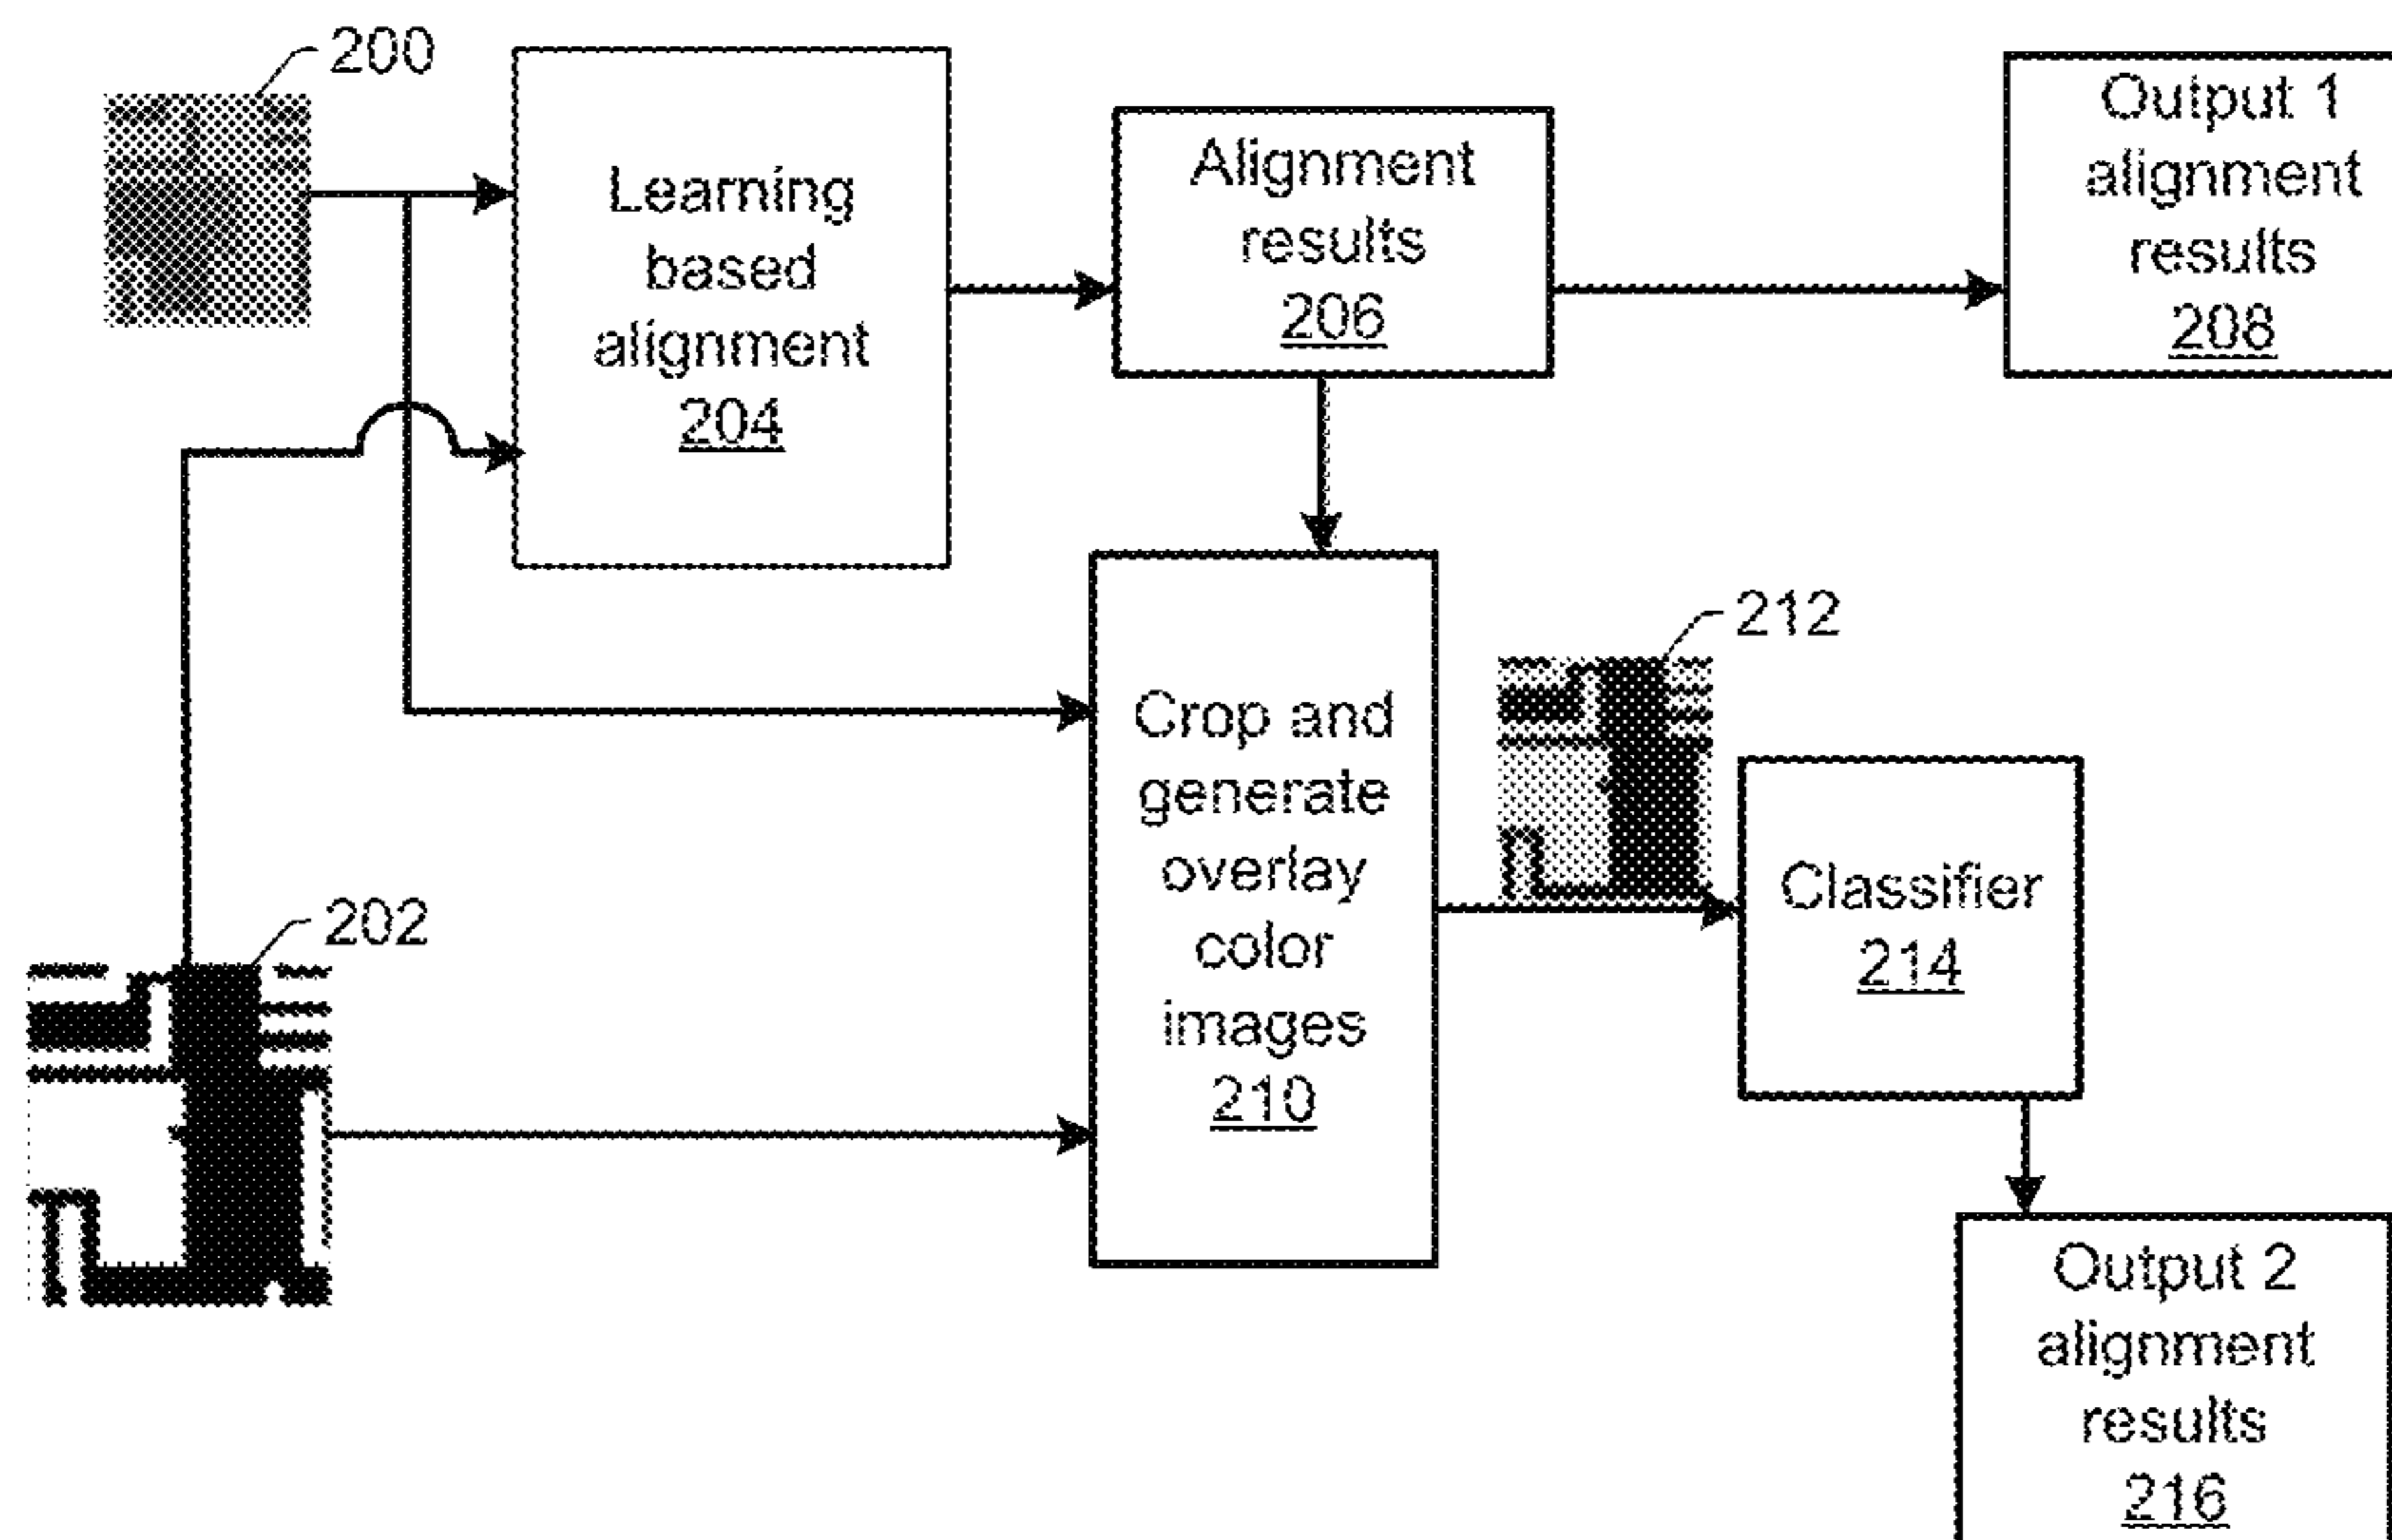 200
Learning
based
alignment
204
Alignment
results
206
Output 1
alignment
results
208
202
Crop and
generate
overlay
color
images
210
212
Classifier
214
Output 2
alignment
results
216